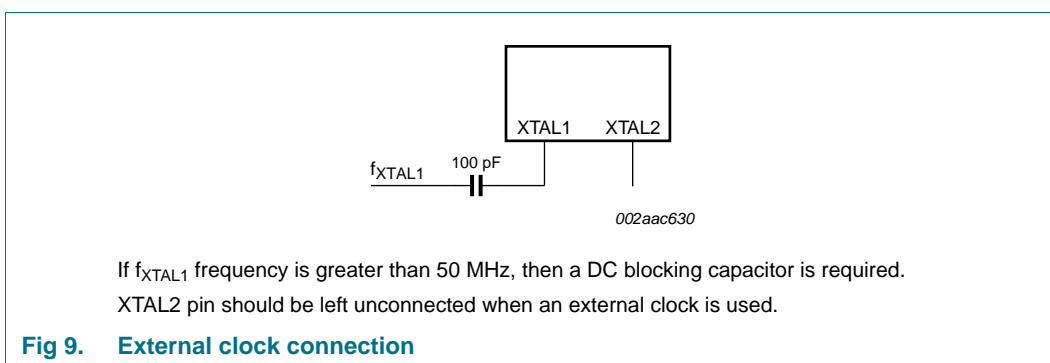 XTAL1 XTAL2
fXTAL1 100 pF
002aac630
If fXTAL1 frequency is greater than 50 MHz, then a DC blocking capacitor is required.
XTAL2 pin should be left unconnected when an external clock is used.
Fig 9. External clock connection